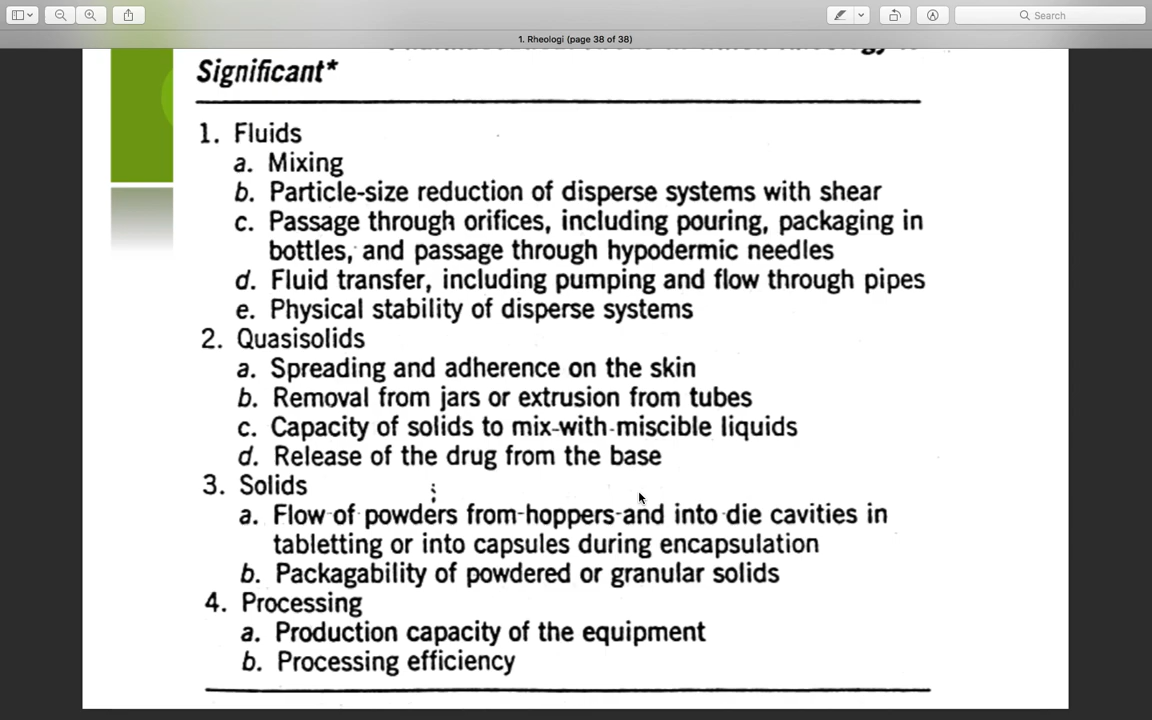 Search
1. Rheologi (page 38 of 38)
Significant*
1. Fluids
a. Mixing
b. Particle-size reduction of disperse systems with shear
c. Passage through orifices, including pouring, packaging in
bottles, and passage through hypodermic needles
d. Fluid transfer, including pumping and flow through pipes
e. Physical stability of disperse systems
2. Quasisolids
a. Spreading and adherence on the skin
b. Removal from jars or extrusion from tubes
c. Capacity of solids to mix-with-miscible liquids
d. Release of the drug from the base
3. Solids
a. Flow of powders from-hoppers-and into die cavities in
tabletting or into capsules during encapsulation
b. Packagability of powdered or granular solids
4. Processing
a. Production capacity of the equipment
b. Processing efficiency